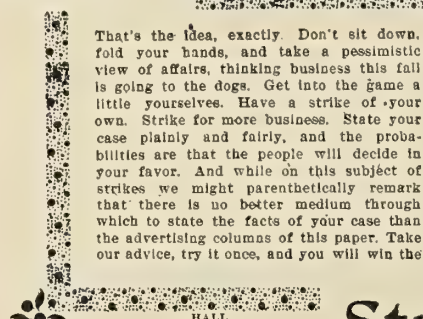 That's the idea, exactly. Don't sit down,
fold your hands, and take a pessimistic
view of affairs, thinking business this fall
is going to the dogs. Get into the game a
little yourselves. Have a strike of your
own. Strike for more business. State your
case plainly and fairly, and the proba-
bilities are that the people will decide in
your favor. And while on this subject of
strikes we might parenthetically remark
that there is no better medium through
which to state the facts of your case than
the advertising columns of this paper. Take
our advice, try it once, and you will win the
HALL